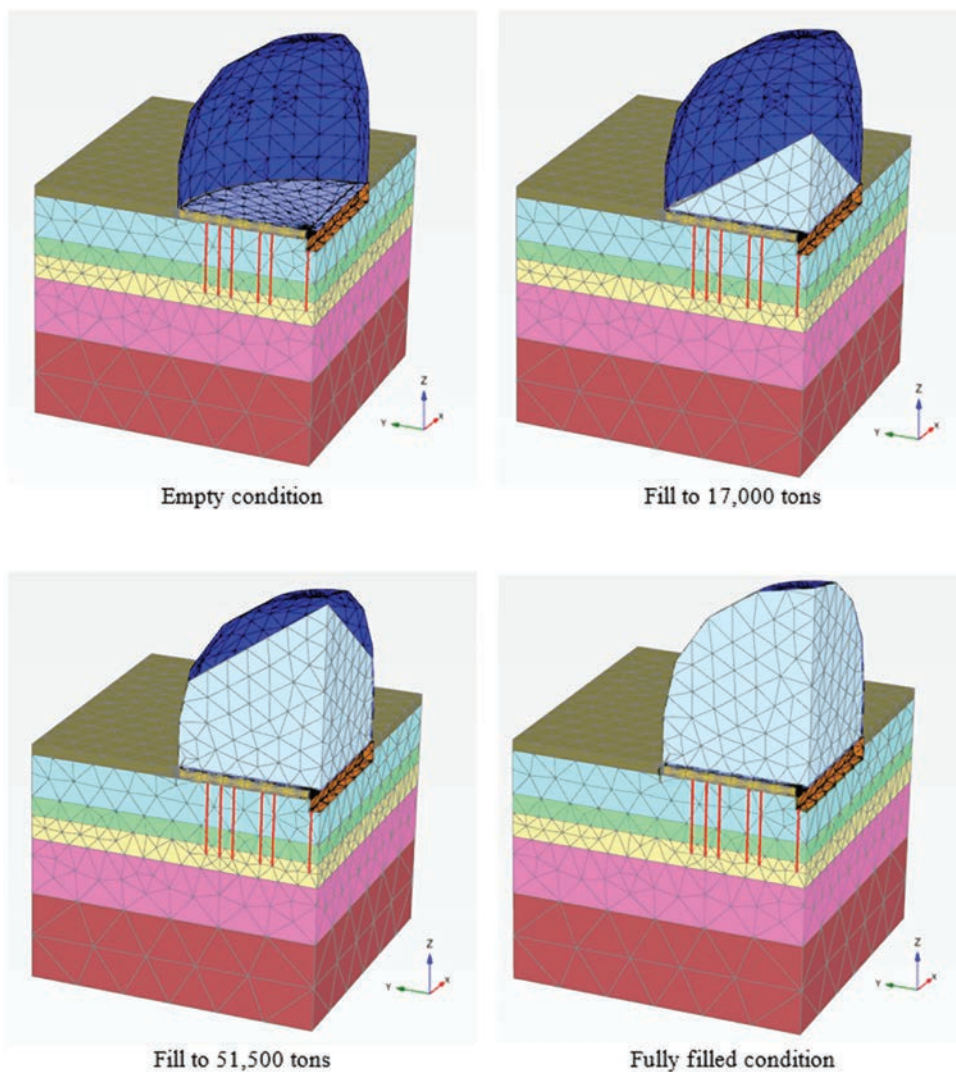 Z
Y
X
Empty condition
Z
Y
X
Fill to 17,000 tons
Z
Y
X
Fill to 51,500 tons
Z
Y
X
Fully filled condition